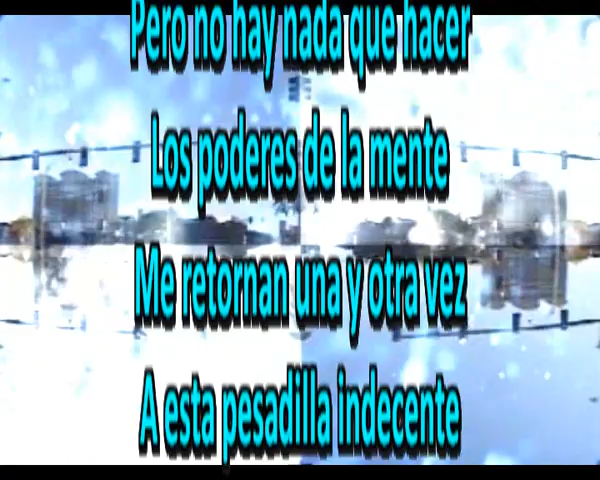 Pero no hay nada que hacer
Los poderes de la mente
Me retornan una y otra vez
A esta pesadilla indecente